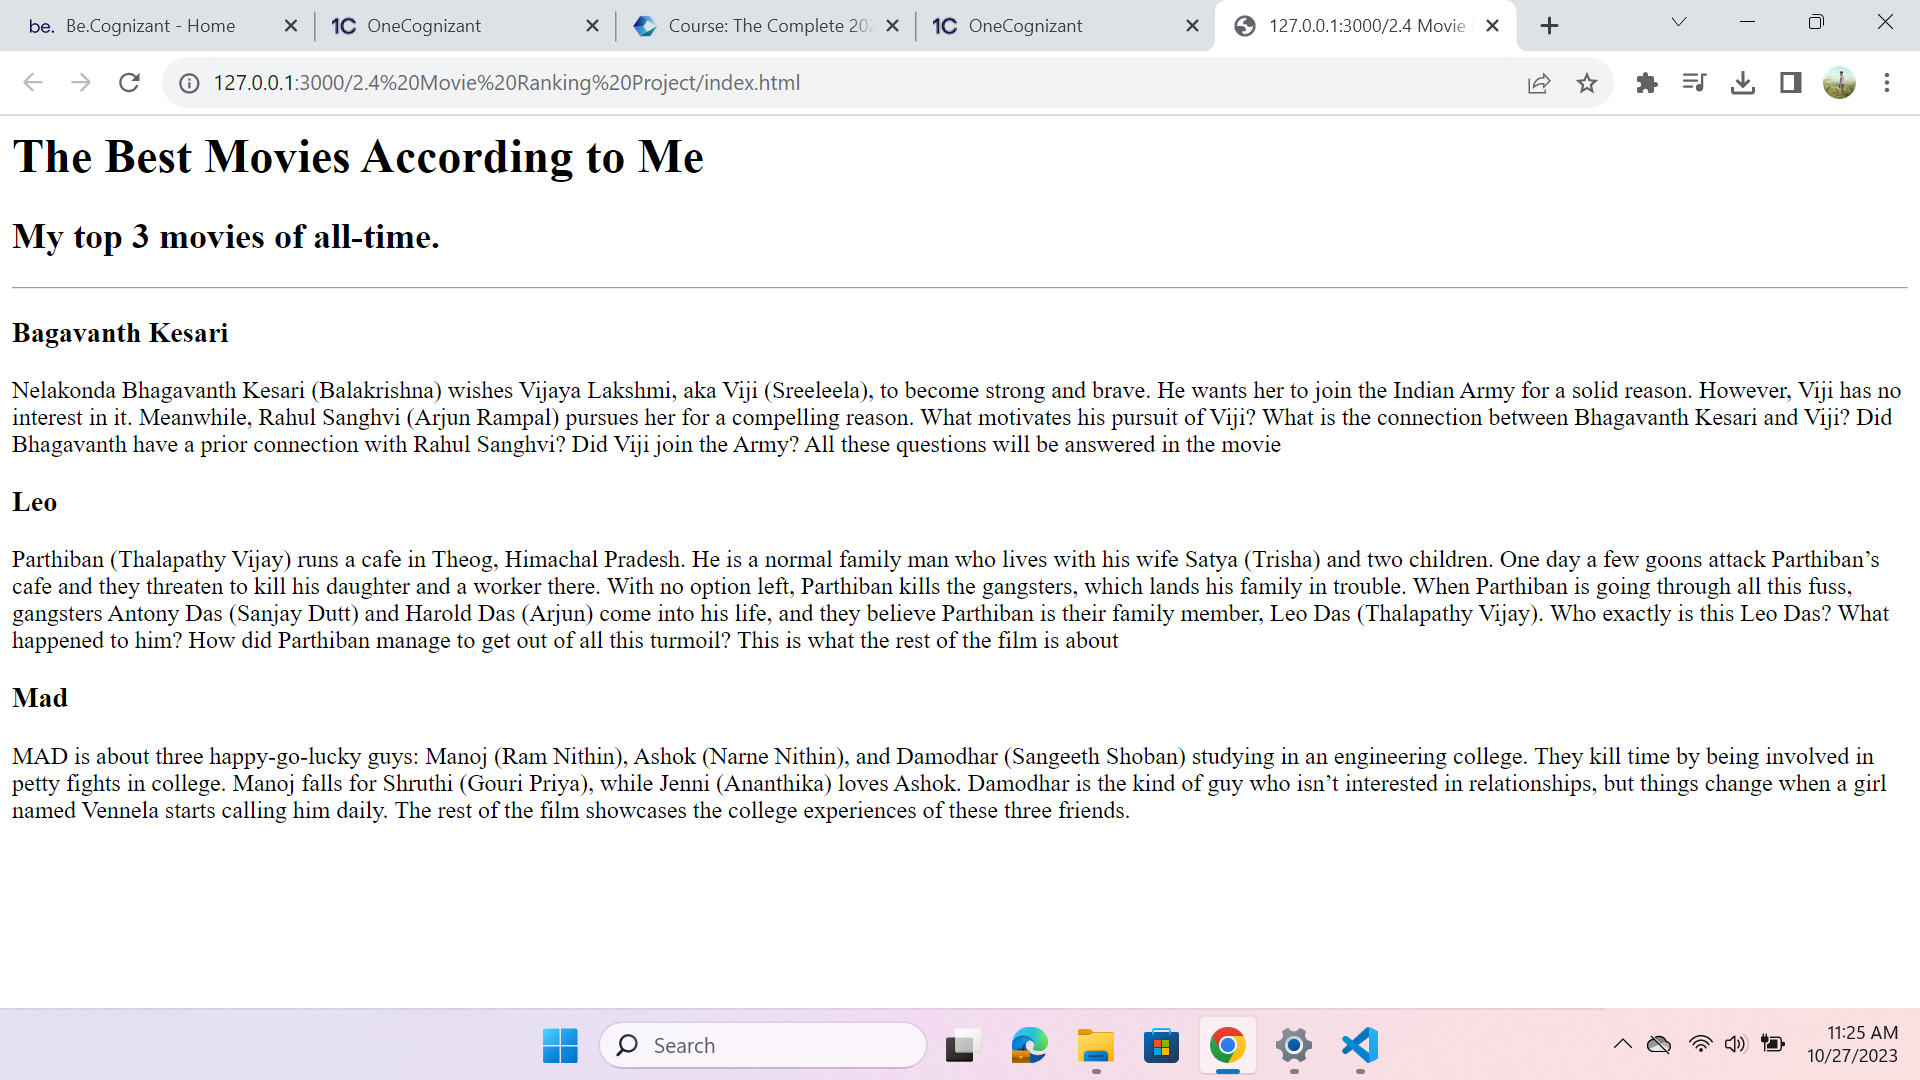 be. Be.Cognizant - Home
1C OneCognizant
Course: The Complete 202
1C OneCognizant
127.0.0.1:3000/2.4 Movie
127.0.0.1:3000/2.4%20Movie%20Ranking%20Project/index.html
The Best Movies According to Me
My top 3 movies of all-time.
Bagavanth Kesari
Nelakonda Bhagavanth Kesari (Balakrishna) wishes Vijaya Lakshmi, aka Viji (Sreeleela), to become strong and brave. He wants her to join the Indian Army for a solid reason. However, Viji has no
interest in it. Meanwhile, Rahul Sanghvi (Arjun Rampal) pursues her for a compelling reason. What motivates his pursuit of Viji? What is the connection between Bhagavanth Kesari and Viji? Did
Bhagavanth have a prior connection with Rahul Sanghvi? Did Viji join the Army? All these questions will be answered in the movie
Leo
Parthiban (Thalapathy Vijay) runs a cafe in Theog, Himachal Pradesh. He is a normal family man who lives with his wife Satya (Trisha) and two children. One day a few goons attack Parthiban’s
cafe and they threaten to kill his daughter and a worker there. With no option left, Parthiban kills the gangsters, which lands his family in trouble. When Parthiban is going through all this fuss,
gangsters Antony Das (Sanjay Dutt) and Harold Das (Arjun) come into his life, and they believe Parthiban is their family member, Leo Das (Thalapathy Vijay). Who exactly is this Leo Das? What
happened to him? How did Parthiban manage to get out of all this turmoil? This is what the rest of the film is about
Mad
MAD is about three happy-go-lucky guys: Manoj (Ram Nithin), Ashok (Narne Nithin), and Damodhar (Sangeeth Shoban) studying in an engineering college. They kill time by being involved in
petty fights in college. Manoj falls for Shruthi (Gouri Priya), while Jenni (Ananthika) loves Ashok. Damodhar is the kind of guy who isn’t interested in relationships, but things change when a girl
named Vennela starts calling him daily. The rest of the film showcases the college experiences of these three friends.
Search
11:25 AM
10/27/2023